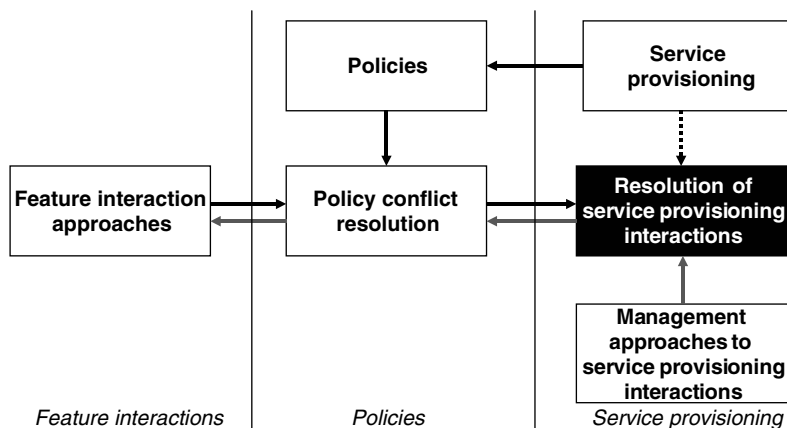 Policies
Service
provisioning
Feature interaction
approaches
Policy conflict
resolution
Resolution of
service provisioning
interactions
Management
approaches to
service provisioning
interactions
Feature interactions
Policies
Service provisioning